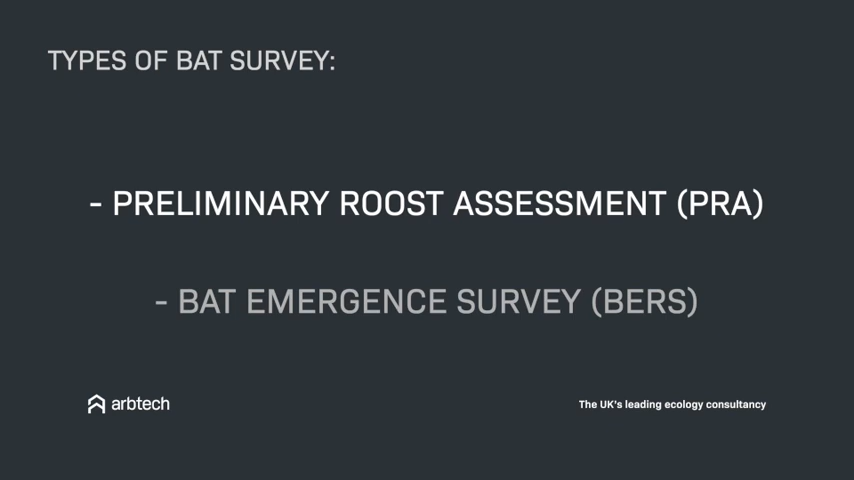 TYPES OF BAT SURVEY:
- PRELIMINARY ROOST ASSESSMENT (PRA)
- BAT EMERGENCE SURVEY (BERS)
arbtech
The UK's leading ecology consultancy